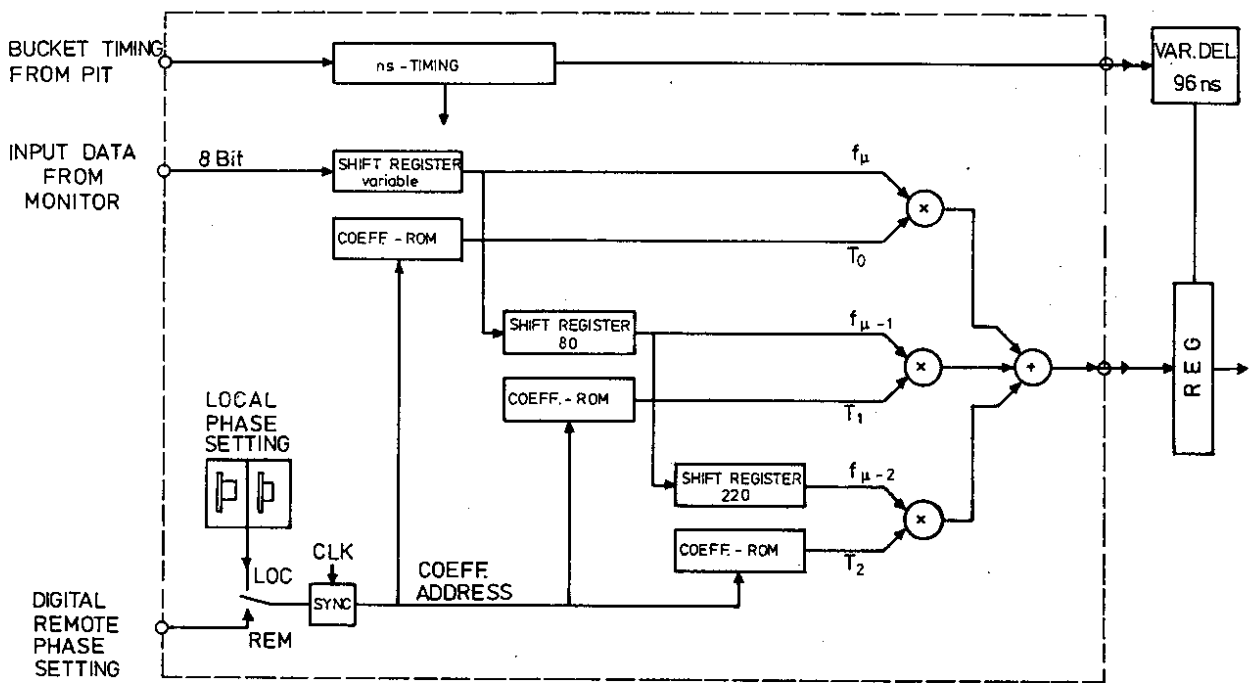 BUCKET TIMING
FROM PIT
ns-TIMING
VAR. DEL
96 ns
INPUT DATA
FROM
MONITOR
8 Bit
SHIFT REGISTER
variable
fμ
×
COEFF.-ROM
T0
SHIFT REGISTER
80
fμ-1
×
+
REG
COEFF.-ROM
T1
LOCAL
PHASE
SETTING
SHIFT REGISTER
220
fμ-2
×
COEFF.-ROM
T2
CLK
LOC
SYNC
COEFF.
ADDRESS
REM
DIGITAL
REMOTE
PHASE
SETTING